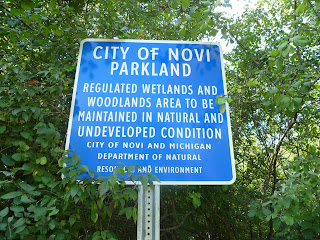 CITY OF NOVI
PARKLAND
REGULATED WETLANDS AND
WOODLANDS AREA TO BE
MAINTAINED IN NATURAL AND
UNDEVELOPED CONDITION
CITY OF NOVI AND MICHIGAN
DEPARTMENT OF NATURAL
AND ENVIRONMENT